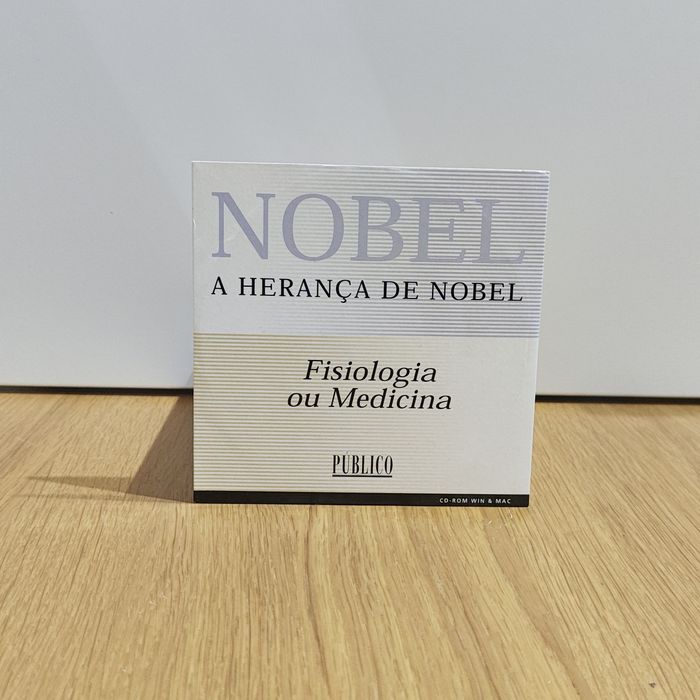 NOBEL
A HERANÇA DE NOBEL
Fisiologia
ou Medicina
PÚBLICO
CD-ROM WIN & MAC